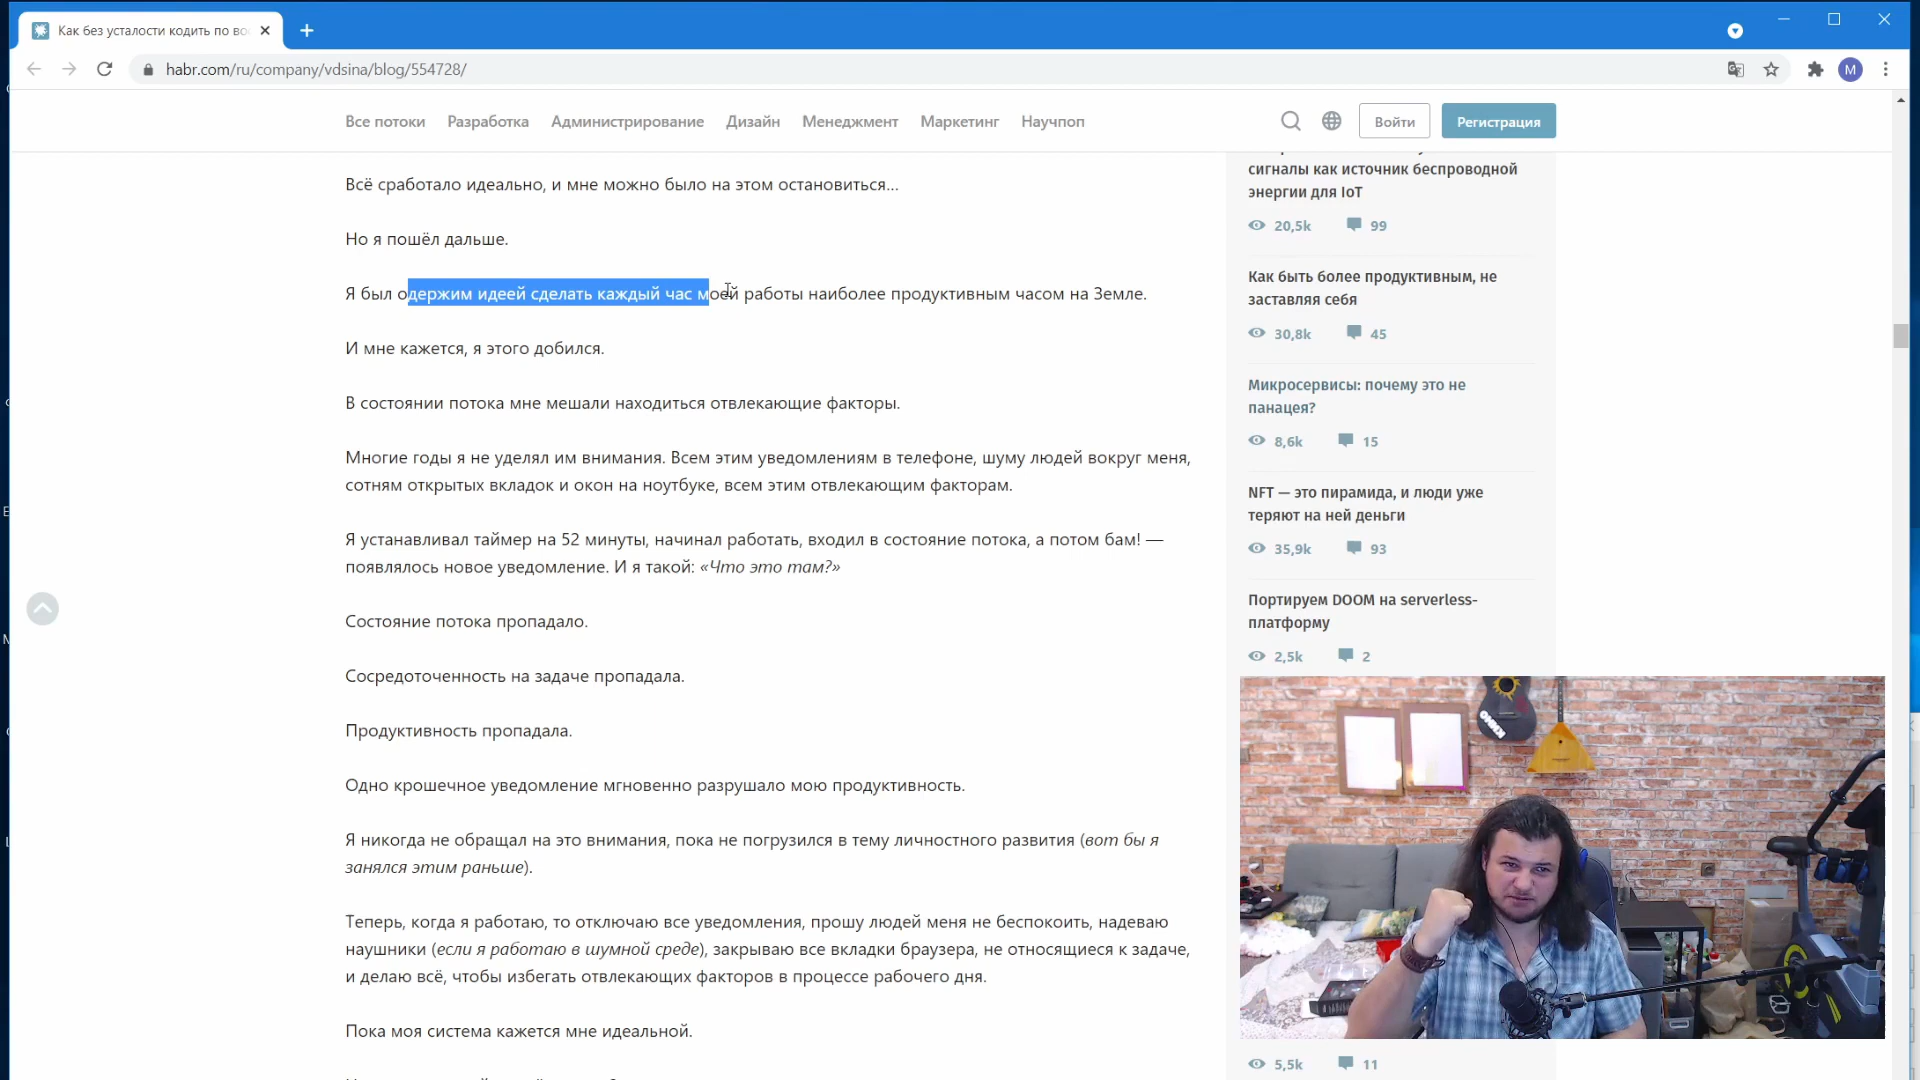 Как без усталости кодить по во
habr.com/ru/company/vdsina/blog/554728/
M
Все потоки Разработка Администрирование Дизайн Менеджмент Маркетинг Научпоп
Войти
Регистрация
Всё сработало идеально, и мне можно было на этом остановиться...
Но я пошёл дальше.
Я был одержим идеей сделать каждый час моей работы наиболее продуктивным часом на Земле.
И мне кажется, я этого добился.
В состоянии потока мне мешали находиться отвлекающие факторы.
Многие годы я не уделял им внимания. Всем этим уведомлениям в телефоне, шуму людей вокруг меня,
сотням открытых вкладок и окон на ноутбуке, всем этим отвлекающим факторам.
Я устанавливал таймер на 52 минуты, начинал работать, входил в состояние потока, а потом бам! —
появлялось новое уведомление. И я такой: «Что это там?»
Состояние потока пропадало.
Сосредоточенность на задаче пропадала.
Продуктивность пропадала.
Одно крошечное уведомление мгновенно разрушало мою продуктивность.
Я никогда не обращал на это внимания, пока не погрузился в тему личностного развития (вот бы я
занялся этим раньше).
Теперь, когда я работаю, то отключаю все уведомления, прошу людей меня не беспокоить, надеваю
наушники (если я работаю в шумной среде), закрываю все вкладки браузера, не относящиеся к задаче,
и делаю всё, чтобы избегать отвлекающих факторов в процессе рабочего дня.
Пока моя система кажется мне идеальной.
сигналы как источник беспроводной
энергии для IoT
20,5k 99
Как быть более продуктивным, не
заставляя себя
30,8k 45
Микросервисы: почему это не
панацея?
8,6k 15
NFT — это пирамида, и люди уже
теряют на ней деньги
35,9k 93
Портируем DOOM на serverless-
платформу
2,5k 2
КИНО
5,5k 11